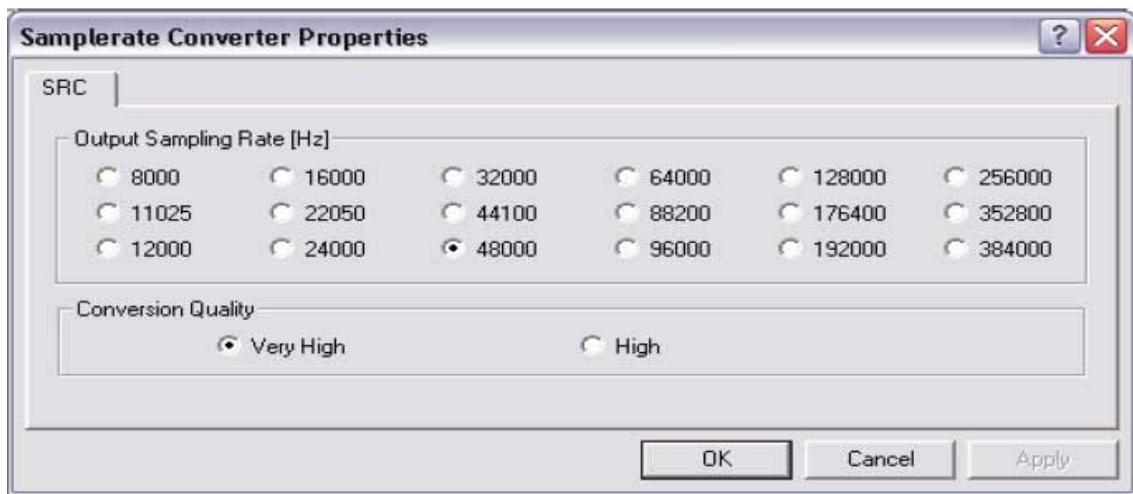 Samplerate Converter Properties
SRC
Output Sampling Rate [Hz]
8000 16000 32000 64000 128000 256000
11025 22050 44100 88200 176400 352800
12000 24000 48000 96000 192000 384000
Conversion Quality
Very High High
OK Cancel Apply